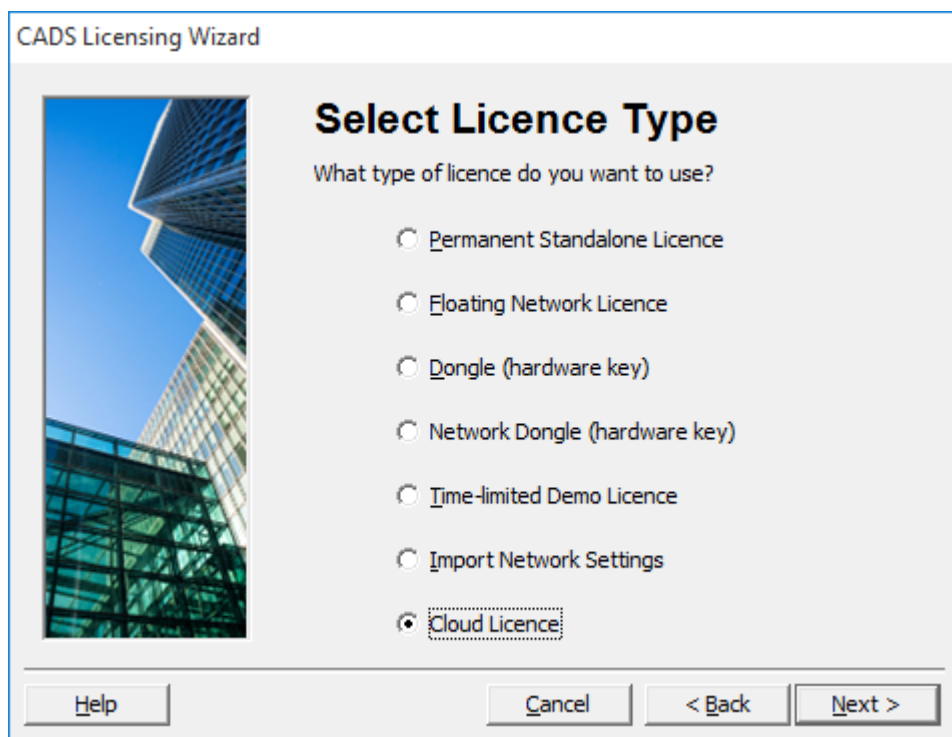 CADS Licensing Wizard
Select Licence Type
What type of licence do you want to use?
Permanent Standalone Licence
Floating Network Licence
Dongle (hardware key)
Network Dongle (hardware key)
Time-limited Demo Licence
Import Network Settings
Cloud Licence
Help
Cancel
< Back
Next >